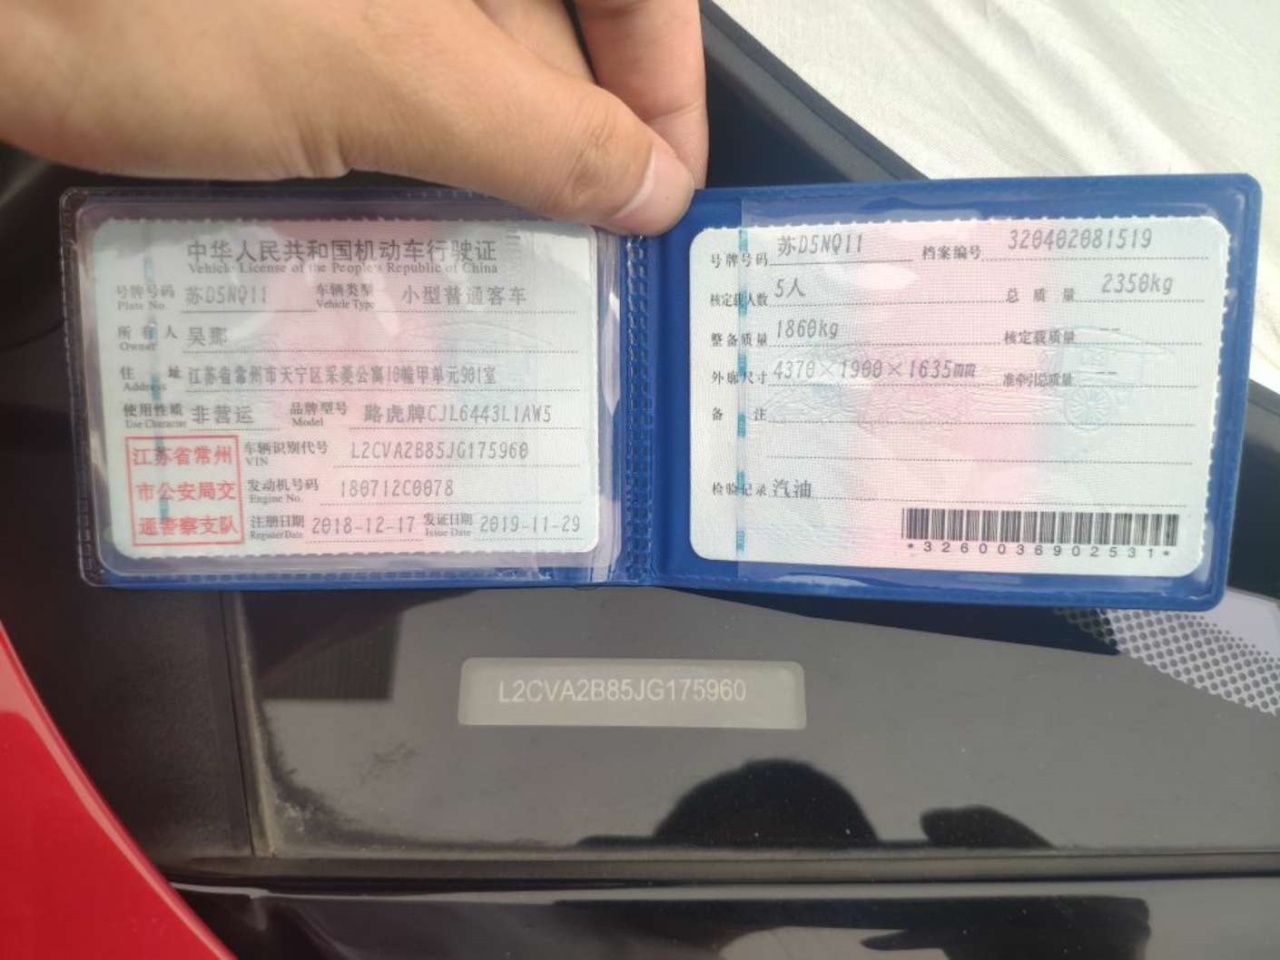 中华人民共和国机动车行驶证
Vehicle License of the People's Republic of China
号牌号码 苏D5NQ11 车辆类型 小型普通客车
Plate No. Vehicle Type
所有人 吴那
Owner
住址 江苏省常州市天宁区采菱公寓10幢甲单元901室
Address
使用性质 非营运 品牌型号 路虎牌CJL6443L1AW5
Use Character Model
江苏省常州
市公安局交
通警察支队
车辆识别代号 L2CVA2B85JG175960
VIN
发动机号码 180712C0078
Engine No.
注册日期 2018-12-17 发证日期 2019-11-29
Register Date Issue Date
号牌号码 苏D5NQ11 档案编号 320402081519
核定载人数 5人 总质量 2350kg
整备质量 1860kg 核定载质量 --
外廓尺寸 4370×1900×1635mm 准牵引总质量 --
备注
检验记录 汽油
*3260036902531*
L2CVA2B85JG175960